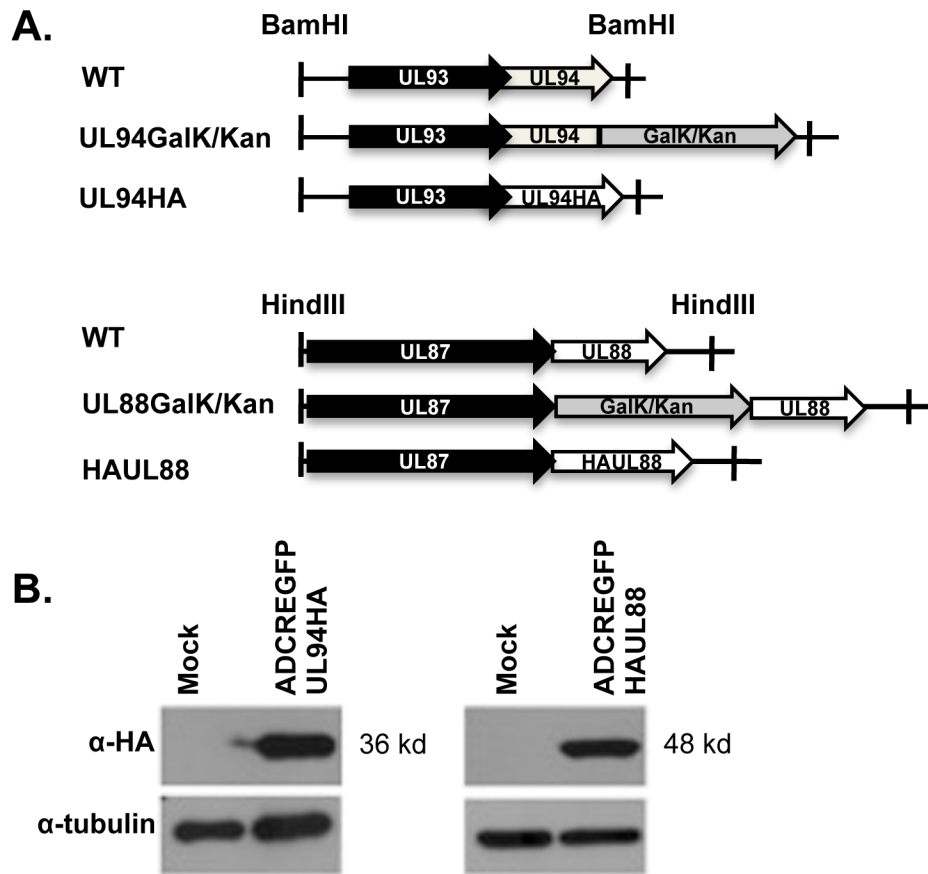 A.
BamHI BamHI
WT UL93 UL94
UL94GalK/Kan UL93 UL94 GalK/Kan
UL94HA UL93 UL94HA
HindIII HindIII
WT UL87 UL88
UL88GalK/Kan UL87 GalK/Kan UL88
HAUL88 UL87 HAUL88
B.
Mock
ADCREGFP
UL94HA
Mock
ADCREGFP
HAUL88
α-HA 36 kd 48 kd
α-tubulin